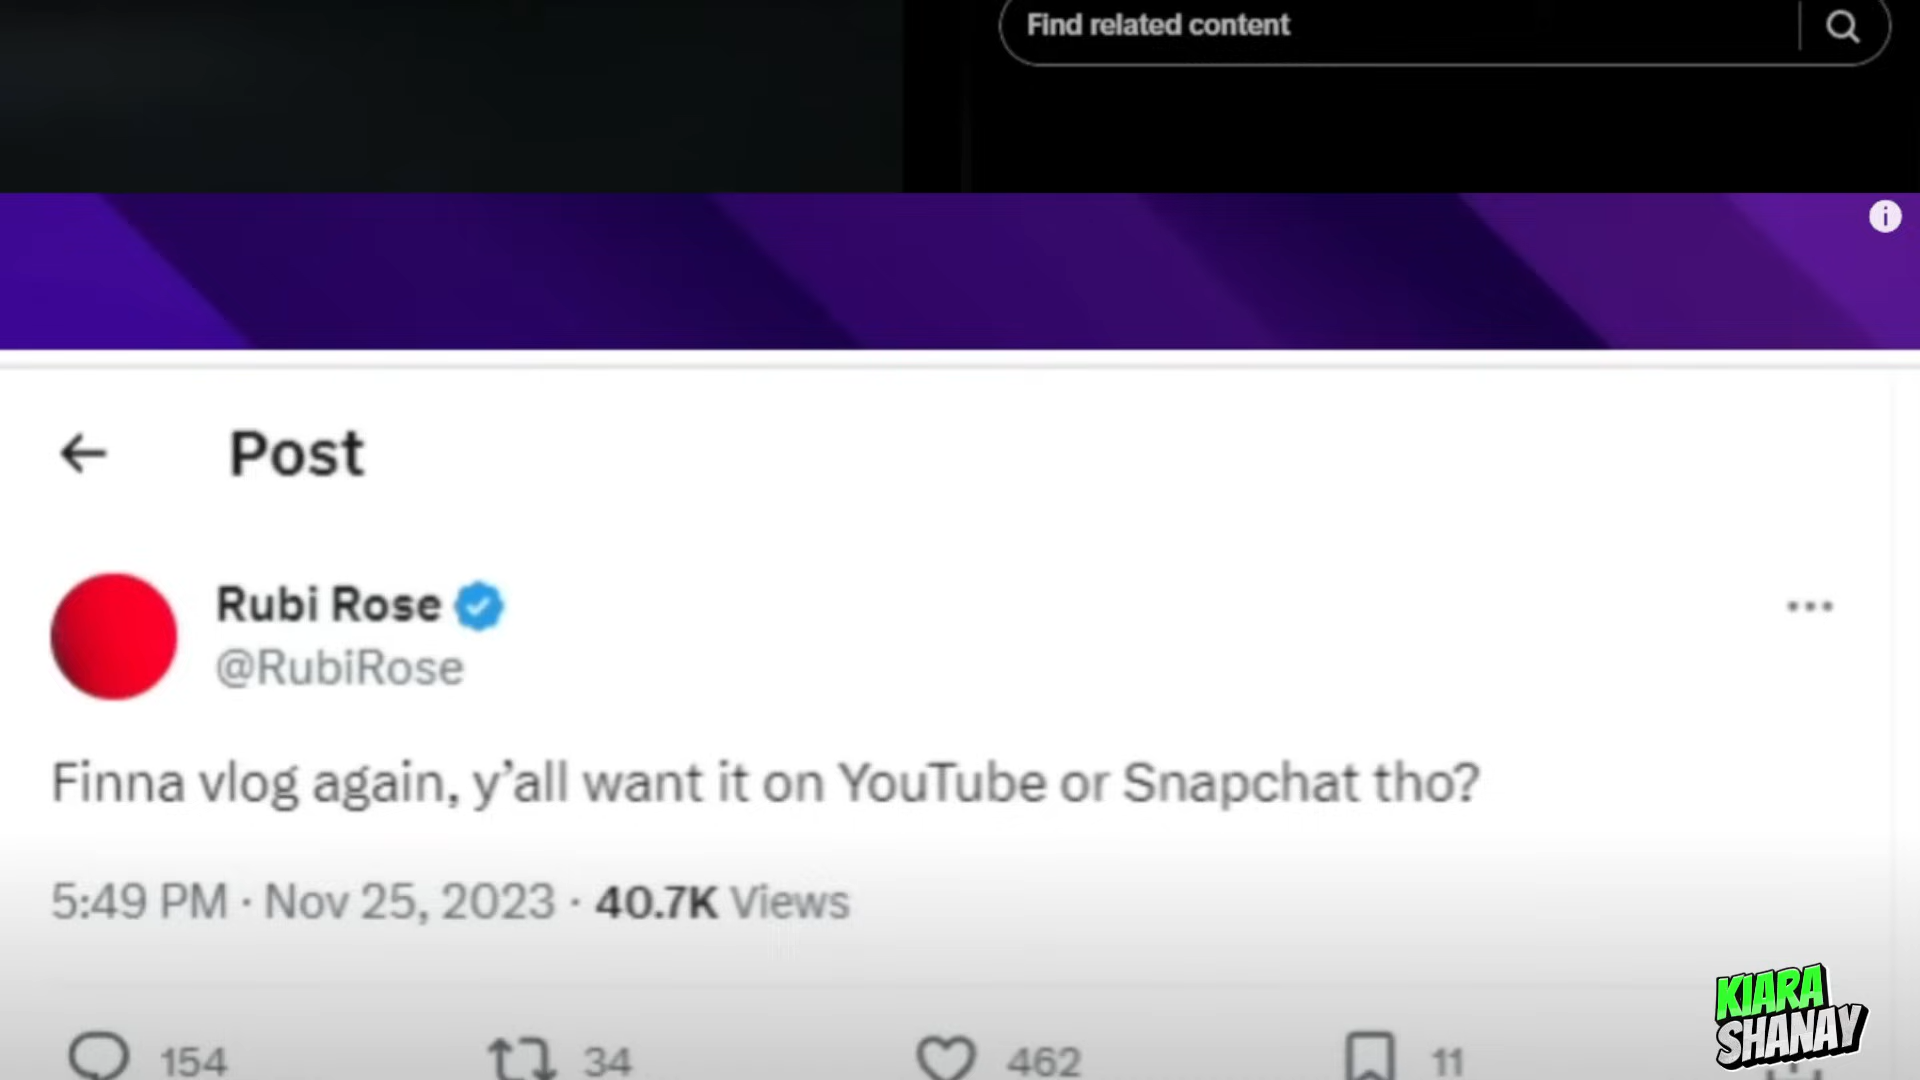 Find related content
Post
Rubi Rose
@RubiRose
Finna vlog again, y’all want it on YouTube or Snapchat tho?
5:49 PM · Nov 25, 2023 · 40.7K Views
154 34 462 11
KIARA
SHANAY